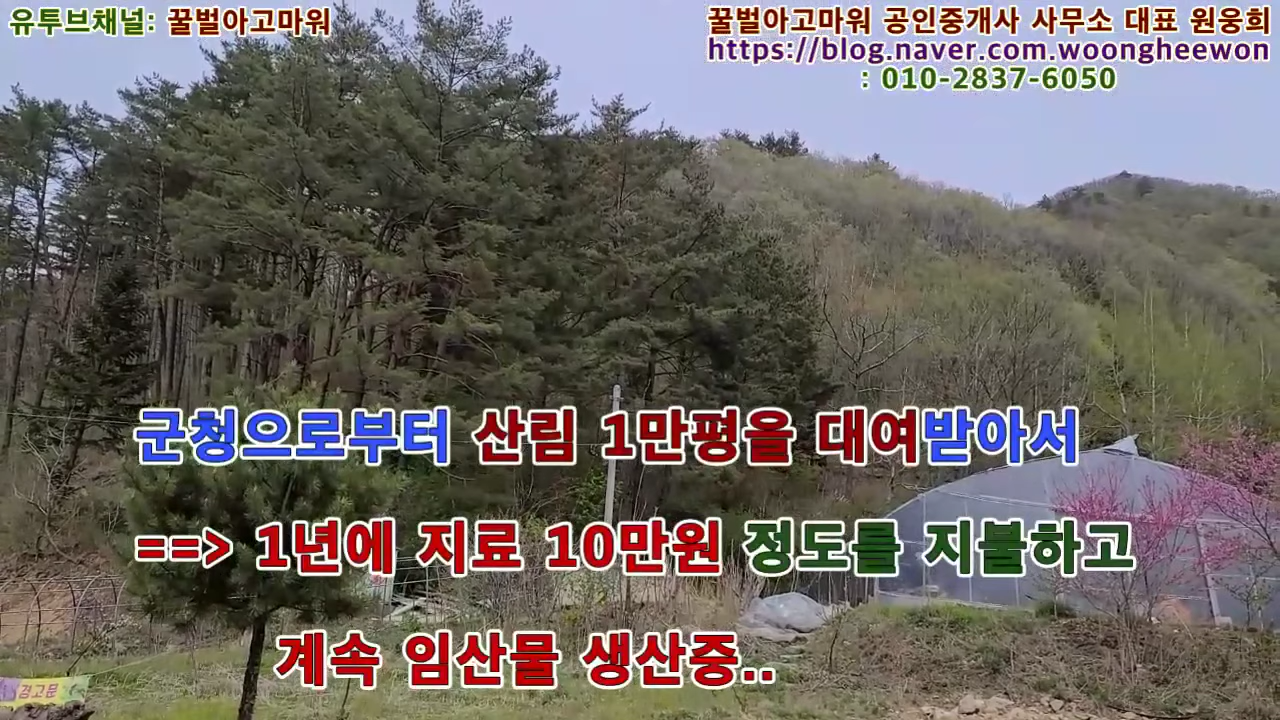 유투브채널: 꿀벌아고마워
꿀벌아고마워 공인중개사 사무소 대표 원웅희
https://blog.naver.com.woongheewon
: 010-2837-6050
군청으로부터 산림 1만평을 대여받아서
==> 1년에 지료 10만원 정도를 지불하고
계속 임산물 생산중..
경고문